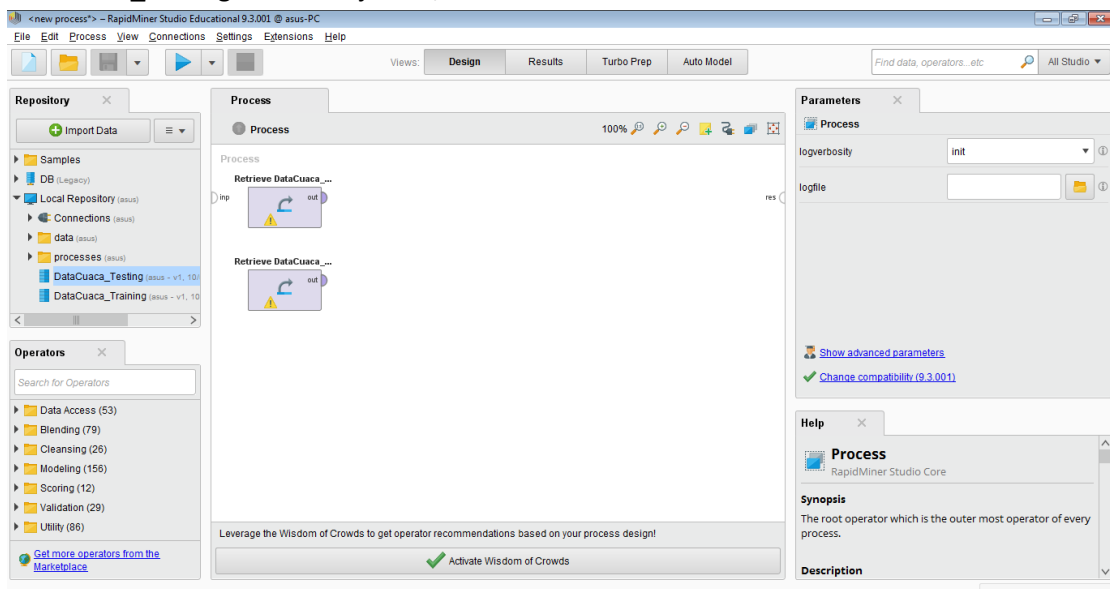 <new process*> – RapidMiner Studio Educational 9.3.001 @ asus-PC
File Edit Process View Connections Settings Extensions Help
Views: Design Results Turbo Prep Auto Model
Find data, operators...etc
All Studio
Repository
Import Data
Samples
DB (Legacy)
Local Repository (asus)
Connections (asus)
data (asus)
processes (asus)
DataCuaca_Testing (asus - v1, 10/
DataCuaca_Training (asus - v1, 10
Operators
Search for Operators
Data Access (53)
Blending (79)
Cleansing (26)
Modeling (156)
Scoring (12)
Validation (29)
Utility (86)
Get more operators from the
Marketplace
Process
Process
100%
Process
Retrieve DataCuaca_...
inp
out
res
Retrieve DataCuaca_...
out
Leverage the Wisdom of Crowds to get operator recommendations based on your process design!
Activate Wisdom of Crowds
Parameters
Process
logverbosity
init
logfile
Show advanced parameters
Change compatibility (9.3.001)
Help
Process
RapidMiner Studio Core
Synopsis
The root operator which is the outer most operator of every
process.
Description